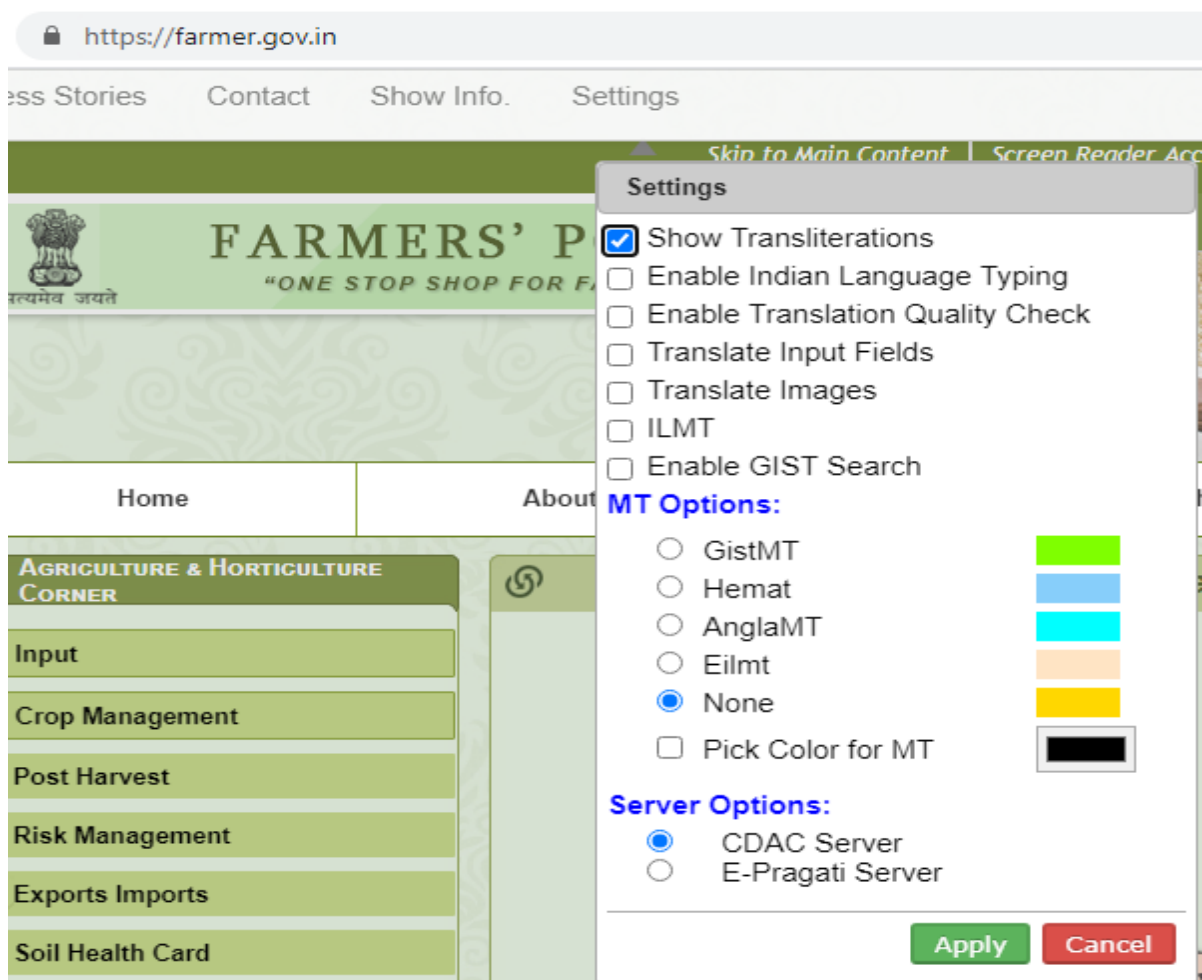 https://farmer.gov.in
ess Stories Contact Show Info. Settings
Skip to Main Content | Screen Reader Acc
Settings
FARMERS' P
"ONE STOP SHOP FOR F
सत्यमेव जयते
Show Transliterations
Enable Indian Language Typing
Enable Translation Quality Check
Translate Input Fields
Translate Images
ILMT
Enable GIST Search
Home About
MT Options:
GistMT
Hemat
AnglaMT
Eilmt
None
Pick Color for MT
AGRICULTURE & HORTICULTURE
CORNER
Input
Crop Management
Post Harvest
Risk Management
Exports Imports
Soil Health Card
Server Options:
CDAC Server
E-Pragati Server
Apply Cancel